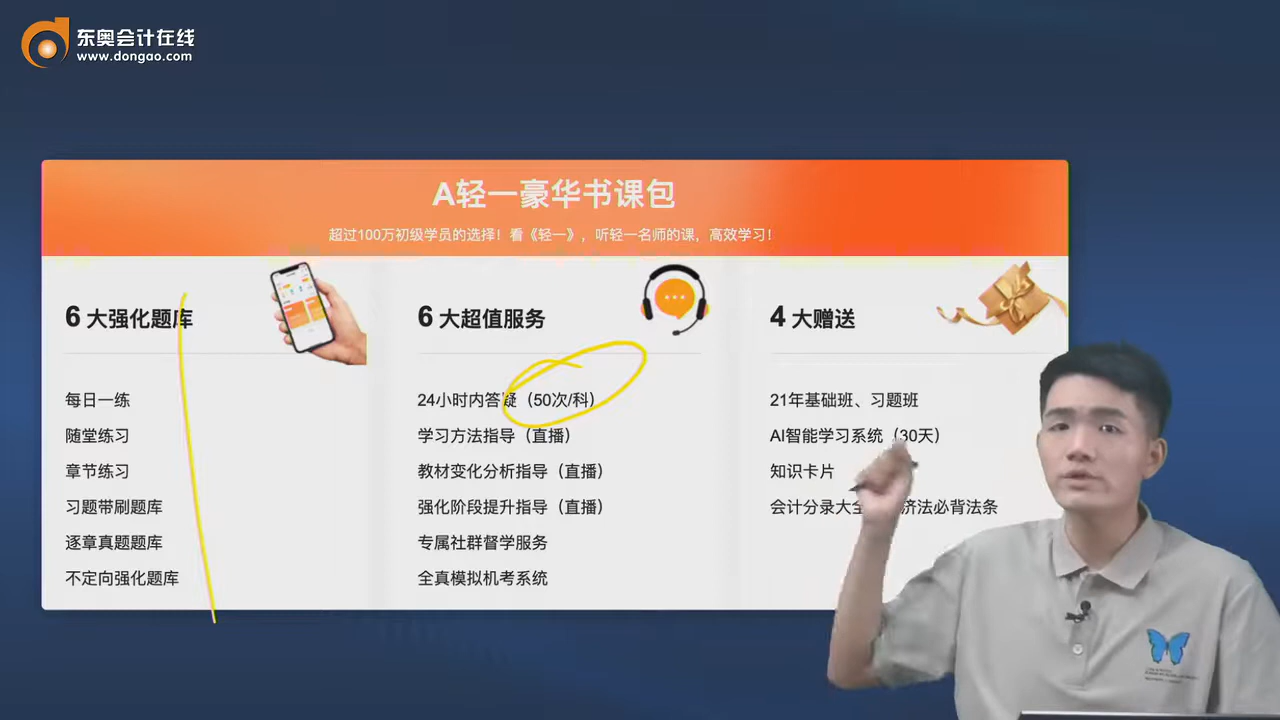 东奥会计在线
www.dongao.com
A轻一豪华书课包
超过100万初级学员的选择！看《轻一》，听轻一名师的课，高效学习！
6 大强化题库
每日一练
随堂练习
章节练习
习题带刷题库
逐章真题题库
不定向强化题库
6 大超值服务
24小时内答疑（50次/科）
学习方法指导（直播）
教材变化分析指导（直播）
强化阶段提升指导（直播）
专属社群督学服务
全真模拟机考系统
4 大赠送
21年基础班、习题班
AI智能学习系统（30天）
知识卡片
会计分录大全 济法必背法条